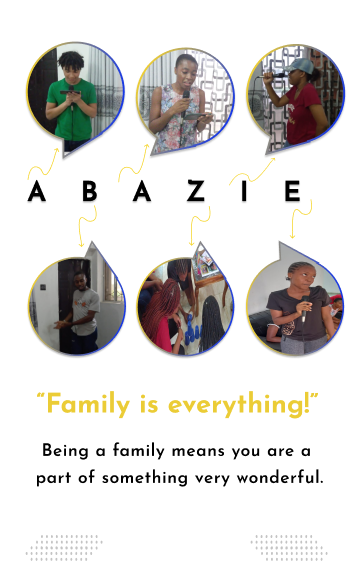 A B A Z I E
“Family is everything!”
Being a family means you are a
part of something very wonderful.